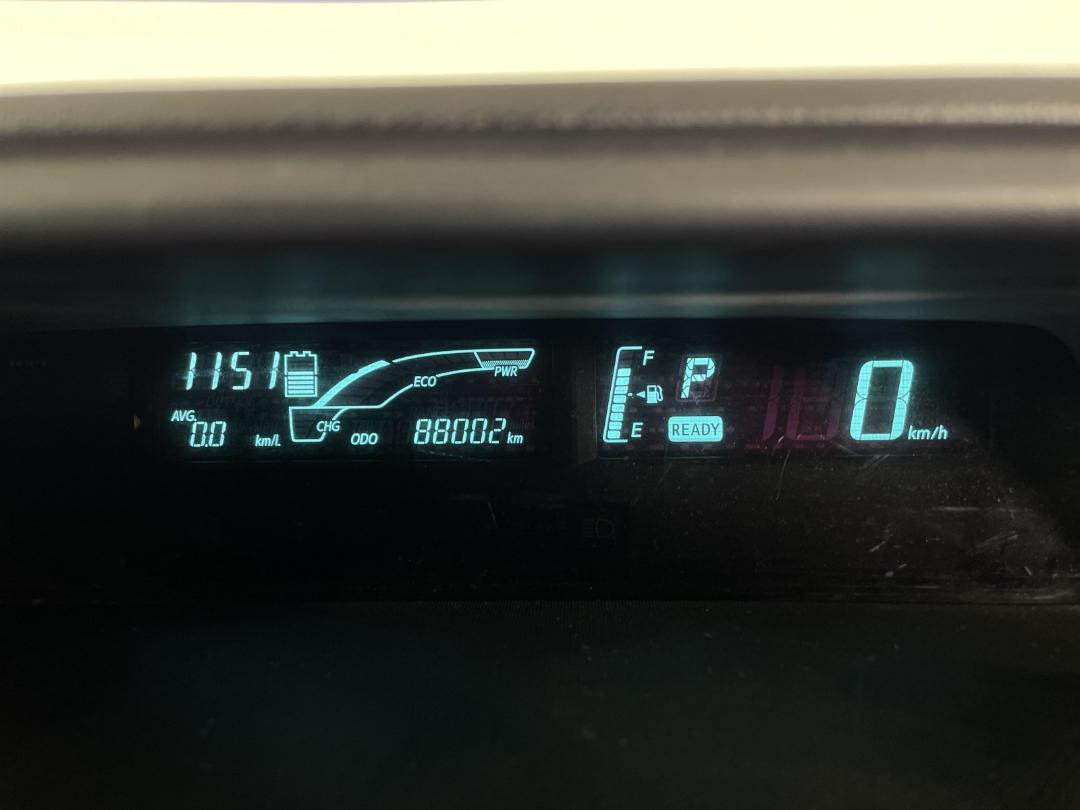 1151
PWR
ECO
AVG.
0.0 km/L
CHG
ODO 88002 km
F
E
P
READY
0 km/h